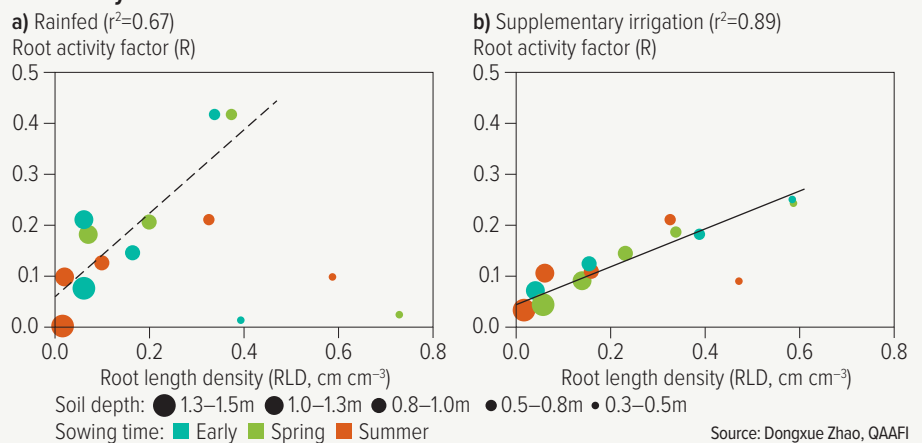 a) Rainfed (r²=0.67)
Root activity factor (R)
0.5
0.4
0.3
0.2
0.1
0.0
0.0 0.2 0.4 0.6 0.8
Root length density (RLD, cm cm⁻³)
b) Supplementary irrigation (r²=0.89)
Root activity factor (R)
0.5
0.4
0.3
0.2
0.1
0.0
0.0 0.2 0.4 0.6 0.8
Root length density (RLD, cm cm⁻³)
Soil depth: 1.3–1.5m 1.0–1.3m 0.8–1.0m 0.5–0.8m 0.3–0.5m
Sowing time: Early Spring Summer
Source: Dongxue Zhao, QAAFI